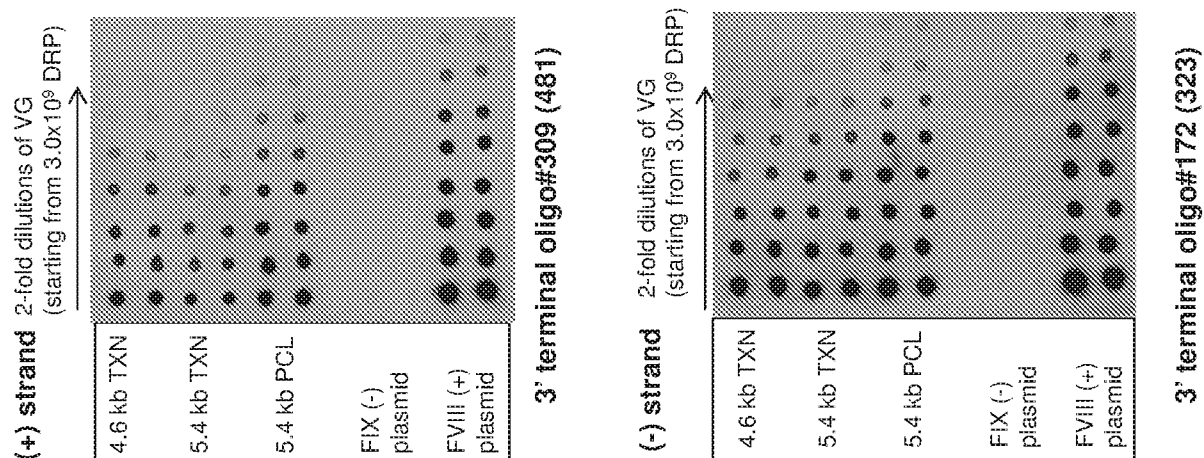 (+) strand
2-fold dilutions of VG
(starting from 3.0x10⁹ DRP)
4.6 kb TXN
5.4 kb TXN
5.4 kb PCL
FIX (-)
plasmid
FVIII (+)
plasmid
3' terminal oligo#309 (481)
(-) strand
2-fold dilutions of VG
(starting from 3.0x10⁹ DRP)
4.6 kb TXN
5.4 kb TXN
5.4 kb PCL
FIX (-)
plasmid
FVIII (+)
plasmid
3' terminal oligo#172 (323)